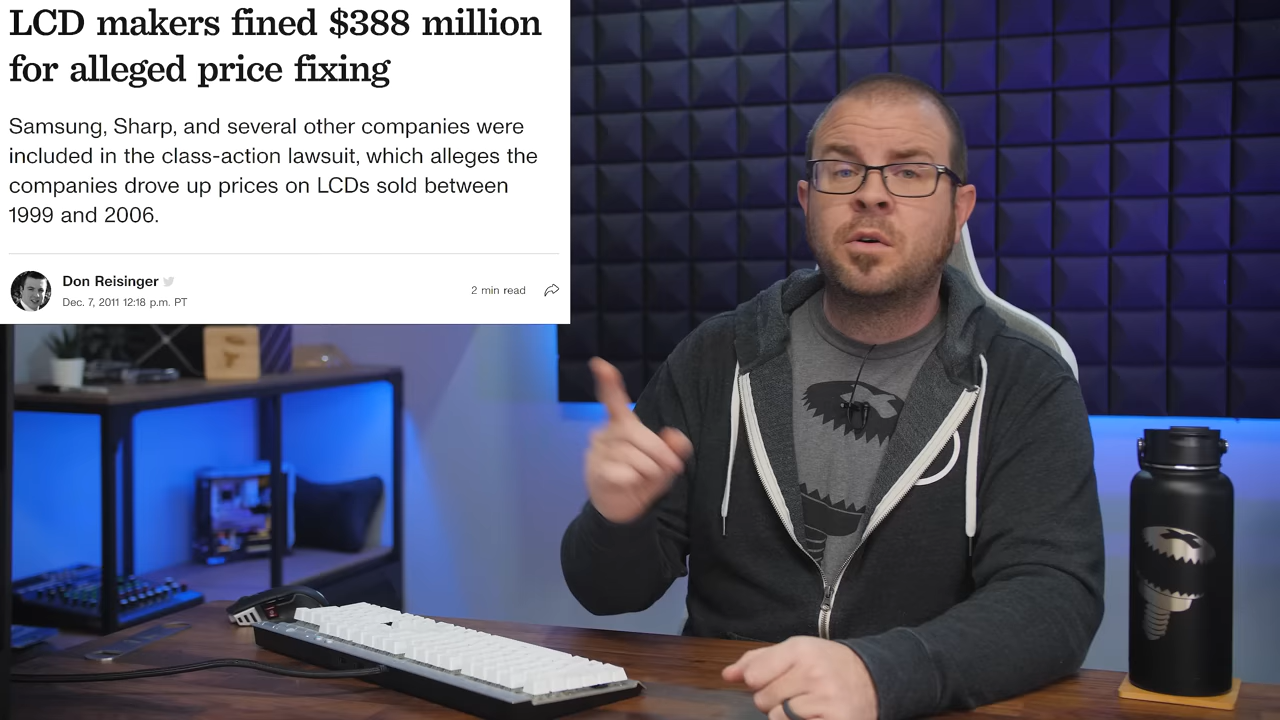 LCD makers fined $388 million
for alleged price fixing
Samsung, Sharp, and several other companies were
included in the class-action lawsuit, which alleges the
companies drove up prices on LCDs sold between
1999 and 2006.
Don Reisinger
Dec. 7, 2011 12:18 p.m. PT
2 min read